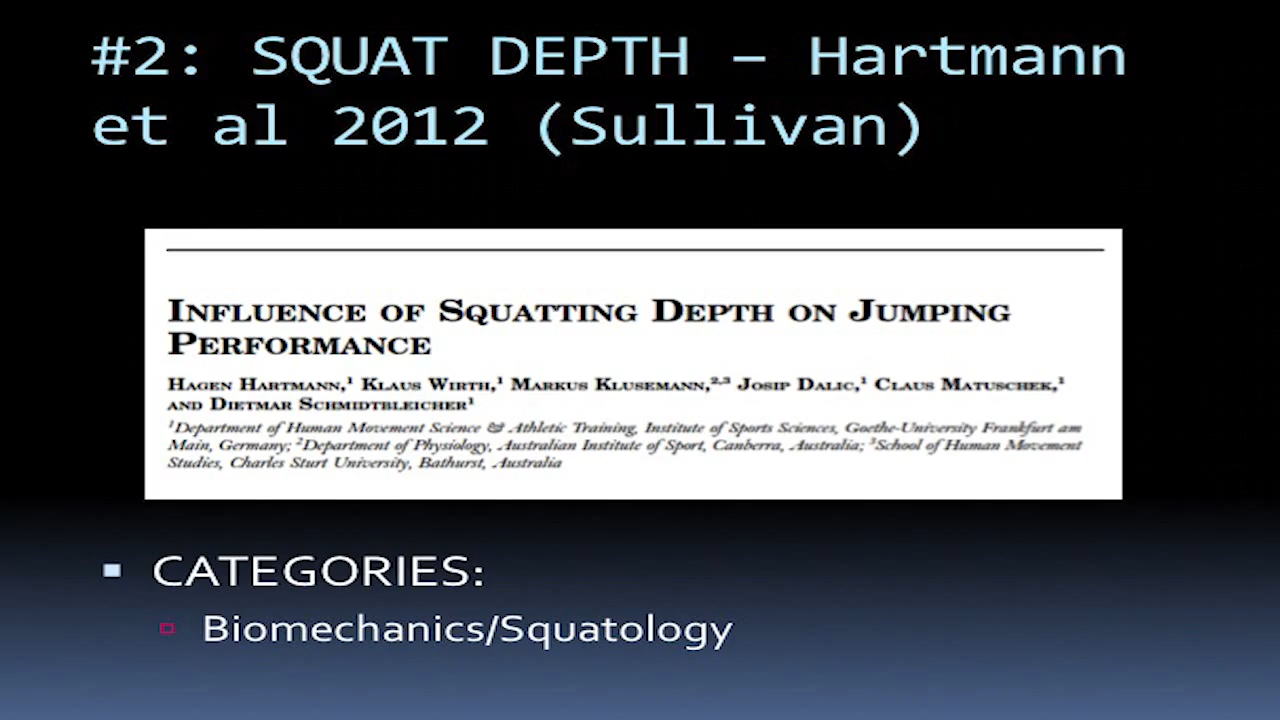 #2: SQUAT DEPTH – Hartmann
et al 2012 (Sullivan)
INFLUENCE OF SQUATTING DEPTH ON JUMPING
PERFORMANCE
HAGEN HARTMANN,¹ KLAUS WIRTH,¹ MARKUS KLUSEMANN,²,³ JOSIP DALIC,¹ CLAUS MATUSCHEK,¹
AND DIETMAR SCHMIDTBLEICHER¹
¹Department of Human Movement Science & Athletic Training, Institute of Sports Sciences, Goethe-University Frankfurt am
Main, Germany; ²Department of Physiology, Australian Institute of Sport, Canberra, Australia; ³School of Human Movement
Studies, Charles Sturt University, Bathurst, Australia
CATEGORIES:
Biomechanics/Squatology